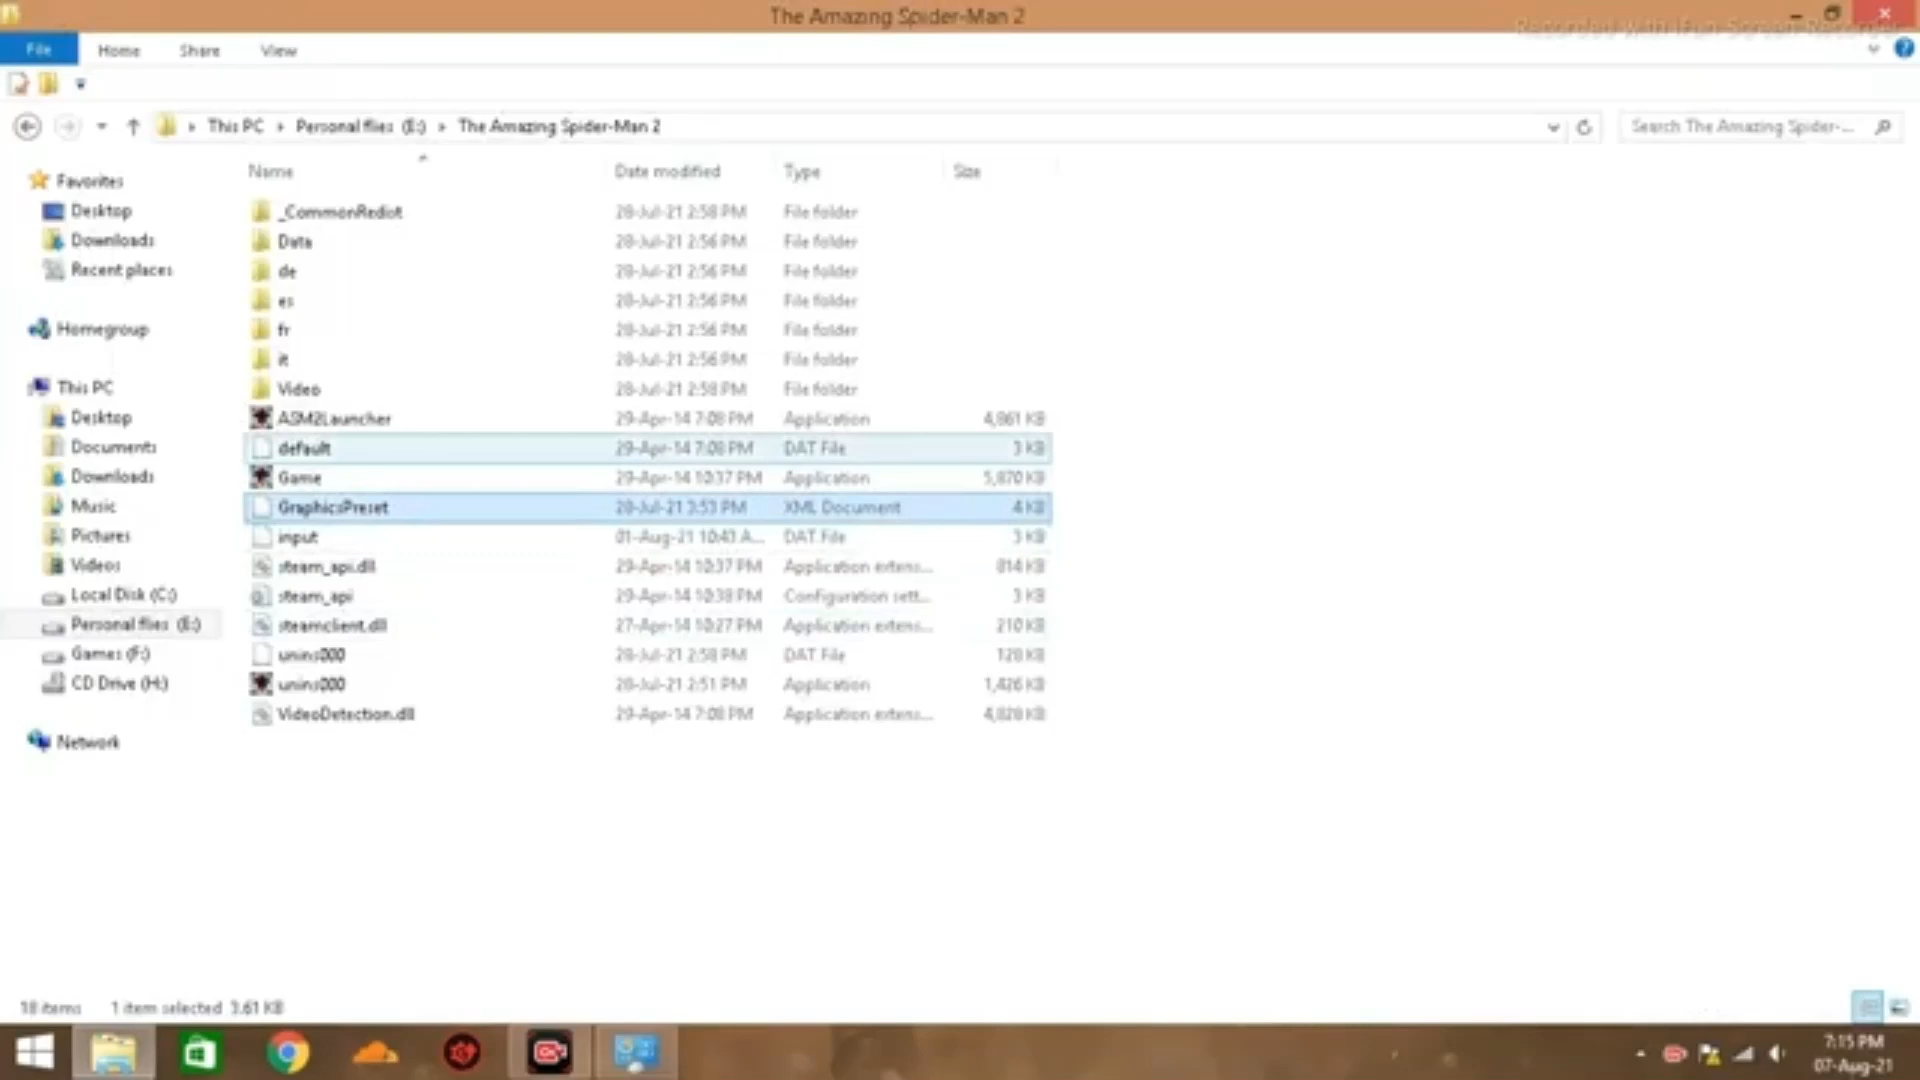 The Amazing Spider-Man 2
Recorded with iFun Screen Recorder
File Home Share View
This PC Personal flies (E:) The Amazing Spider-Man 2
Search The Amazing Spider-...
Name Date modified Type Size
Favorites
Desktop
Downloads
Recent places
Homegroup
This PC
Desktop
Documents
Downloads
Music
Pictures
Videos
Local Disk (C:)
Personal flies (E:)
Games (F:)
CD Drive (H:)
Network
_CommonRedist 28-Jul-21 2:58 PM File folder
Data 28-Jul-21 2:56 PM File folder
de 28-Jul-21 2:56 PM File folder
es 28-Jul-21 2:56 PM File folder
fr 28-Jul-21 2:56 PM File folder
it 28-Jul-21 2:56 PM File folder
Video 28-Jul-21 2:58 PM File folder
ASM2Launcher 29-Apr-14 7:08 PM Application 4,861 KB
default 29-Apr-14 7:08 PM DAT File 3 KB
Game 29-Apr-14 10:37 PM Application 5,870 KB
GraphicsPreset 28-Jul-21 3:53 PM XML Document 4 KB
input 01-Aug-21 10:43 A... DAT File 3 KB
steam_api.dll 29-Apr-14 10:37 PM Application extens... 814 KB
steam_api 29-Apr-14 10:38 PM Configuration sett... 3 KB
steamclient.dll 27-Apr-14 10:27 PM Application extens... 210 KB
unins000 28-Jul-21 2:58 PM DAT File 128 KB
unins000 28-Jul-21 2:51 PM Application 1,426 KB
VideoDetection.dll 29-Apr-14 7:08 PM Application extens... 4,828 KB
18 items 1 item selected 3.61 KB
7:15 PM
07-Aug-21